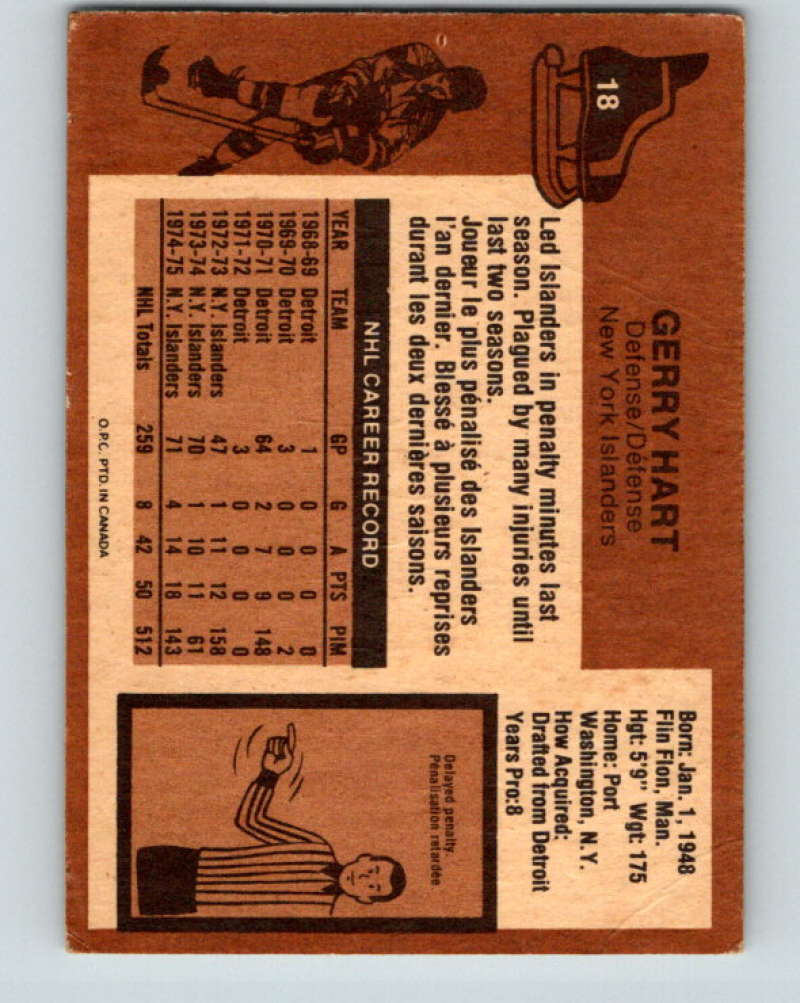 18
GERRY HART
Defense/Défense
New York Islanders
Born: Jan. 1, 1948
Flin Flon, Man.
Hgt: 5'9" Wgt: 175
Home: Port
Washington, N.Y.
How Acquired:
Drafted from Detroit
Years Pro:8
Led Islanders in penalty minutes last
season. Plagued by many injuries until
last two seasons.
Joueur le plus pénalisé des Islanders
l'an dernier. Blessé à plusieurs reprises
durant les deux dernières saisons.
NHL CAREER RECORD
YEAR TEAM GP G A PTS PIM
1968-69 Detroit 1 0 0 0 0
1969-70 Detroit 3 0 0 0 2
1970-71 Detroit 64 2 7 9 148
1971-72 Detroit 3 0 0 0 0
1972-73 N.Y. Islanders 47 1 11 12 158
1973-74 N.Y. Islanders 70 1 10 11 61
1974-75 N.Y. Islanders 71 4 14 18 143
NHL Totals 259 8 42 50 512
Delayed penalty.
Pénalisation retardée
O.P.C. PTD. IN CANADA